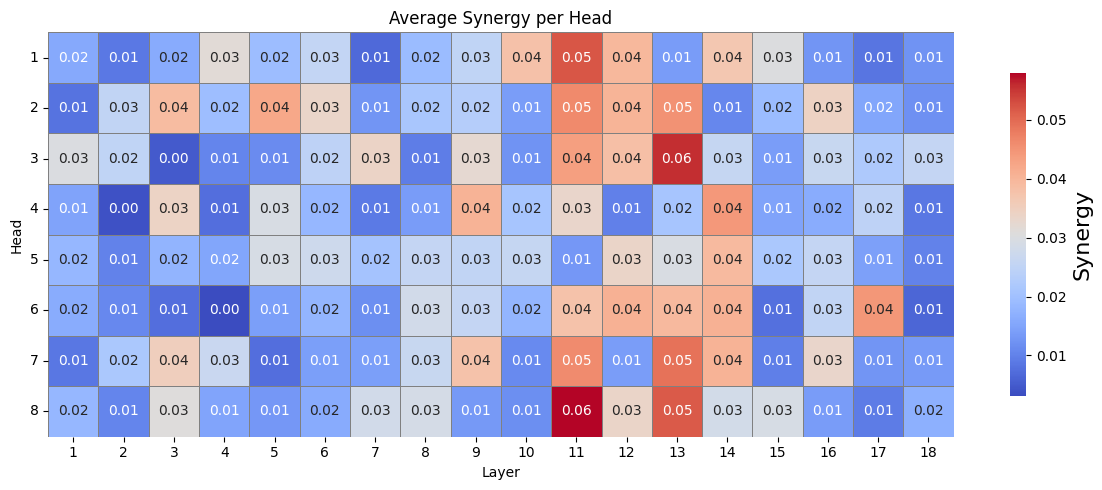 Average Synergy per Head
1 0.02 0.01 0.02 0.03 0.02 0.03 0.01 0.02 0.03 0.04 0.05 0.04 0.01 0.04 0.03 0.01 0.01 0.01
2 0.01 0.03 0.04 0.02 0.04 0.03 0.01 0.02 0.02 0.01 0.05 0.04 0.05 0.01 0.02 0.03 0.02 0.01
3 0.03 0.02 0.00 0.01 0.01 0.02 0.03 0.01 0.03 0.01 0.04 0.04 0.06 0.03 0.01 0.03 0.02 0.03
4 0.01 0.00 0.03 0.01 0.03 0.02 0.01 0.01 0.04 0.02 0.03 0.01 0.02 0.04 0.01 0.02 0.02 0.01
5 0.02 0.01 0.02 0.02 0.03 0.03 0.02 0.03 0.03 0.03 0.01 0.03 0.03 0.04 0.02 0.03 0.01 0.01
6 0.02 0.01 0.01 0.00 0.01 0.02 0.01 0.03 0.03 0.02 0.04 0.04 0.04 0.04 0.01 0.03 0.04 0.01
7 0.01 0.02 0.04 0.03 0.01 0.01 0.01 0.03 0.04 0.01 0.05 0.01 0.05 0.04 0.01 0.03 0.01 0.01
8 0.02 0.01 0.03 0.01 0.01 0.02 0.03 0.03 0.01 0.01 0.06 0.03 0.05 0.03 0.03 0.01 0.01 0.02
1 2 3 4 5 6 7 8 9 10 11 12 13 14 15 16 17 18
Layer
Head
0.05
0.04
0.03
0.02
0.01
Synergy